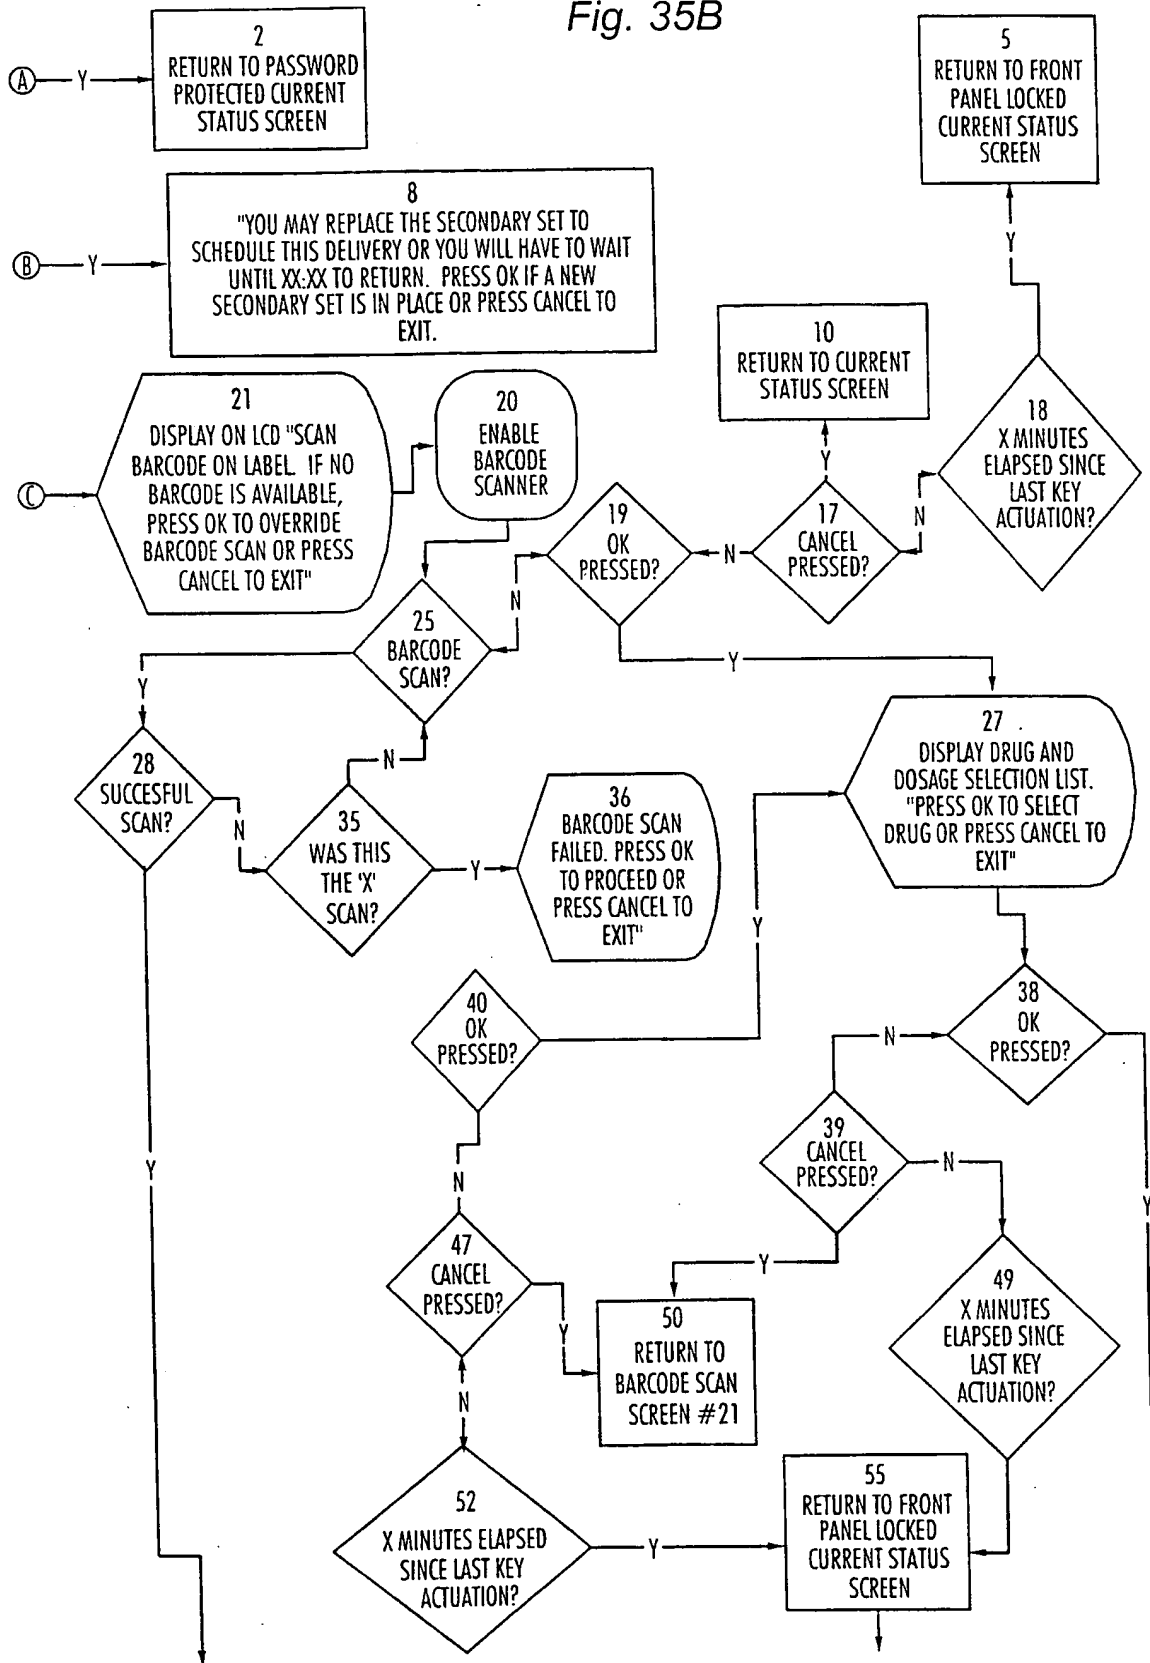 Fig. 35B
A
Y
2
RETURN TO PASSWORD
PROTECTED CURRENT
STATUS SCREEN
5
RETURN TO FRONT
PANEL LOCKED
CURRENT STATUS
SCREEN
Y
B
Y
8
"YOU MAY REPLACE THE SECONDARY SET TO
SCHEDULE THIS DELIVERY OR YOU WILL HAVE TO WAIT
UNTIL XX:XX TO RETURN. PRESS OK IF A NEW
SECONDARY SET IS IN PLACE OR PRESS CANCEL TO
EXIT.
10
RETURN TO CURRENT
STATUS SCREEN
Y
C
21
DISPLAY ON LCD "SCAN
BARCODE ON LABEL. IF NO
BARCODE IS AVAILABLE,
PRESS OK TO OVERRIDE
BARCODE SCAN OR PRESS
CANCEL TO EXIT"
20
ENABLE
BARCODE
SCANNER
18
X MINUTES
ELAPSED SINCE
LAST KEY
ACTUATION?
N
17
CANCEL
PRESSED?
N
19
OK
PRESSED?
N
Y
25
BARCODE
SCAN?
Y
N
28
SUCCESFUL
SCAN?
N
35
WAS THIS
THE 'X'
SCAN?
Y
36
BARCODE SCAN
FAILED. PRESS OK
TO PROCEED OR
PRESS CANCEL TO
EXIT"
27
DISPLAY DRUG AND
DOSAGE SELECTION LIST.
"PRESS OK TO SELECT
DRUG OR PRESS CANCEL TO
EXIT"
Y
40
OK
PRESSED?
38
OK
PRESSED?
N
39
CANCEL
PRESSED?
N
Y
Y
N
Y
47
CANCEL
PRESSED?
Y
50
RETURN TO
BARCODE SCAN
SCREEN #21
49
X MINUTES
ELAPSED SINCE
LAST KEY
ACTUATION?
N
52
X MINUTES ELAPSED
SINCE LAST KEY
ACTUATION?
Y
55
RETURN TO FRONT
PANEL LOCKED
CURRENT STATUS
SCREEN